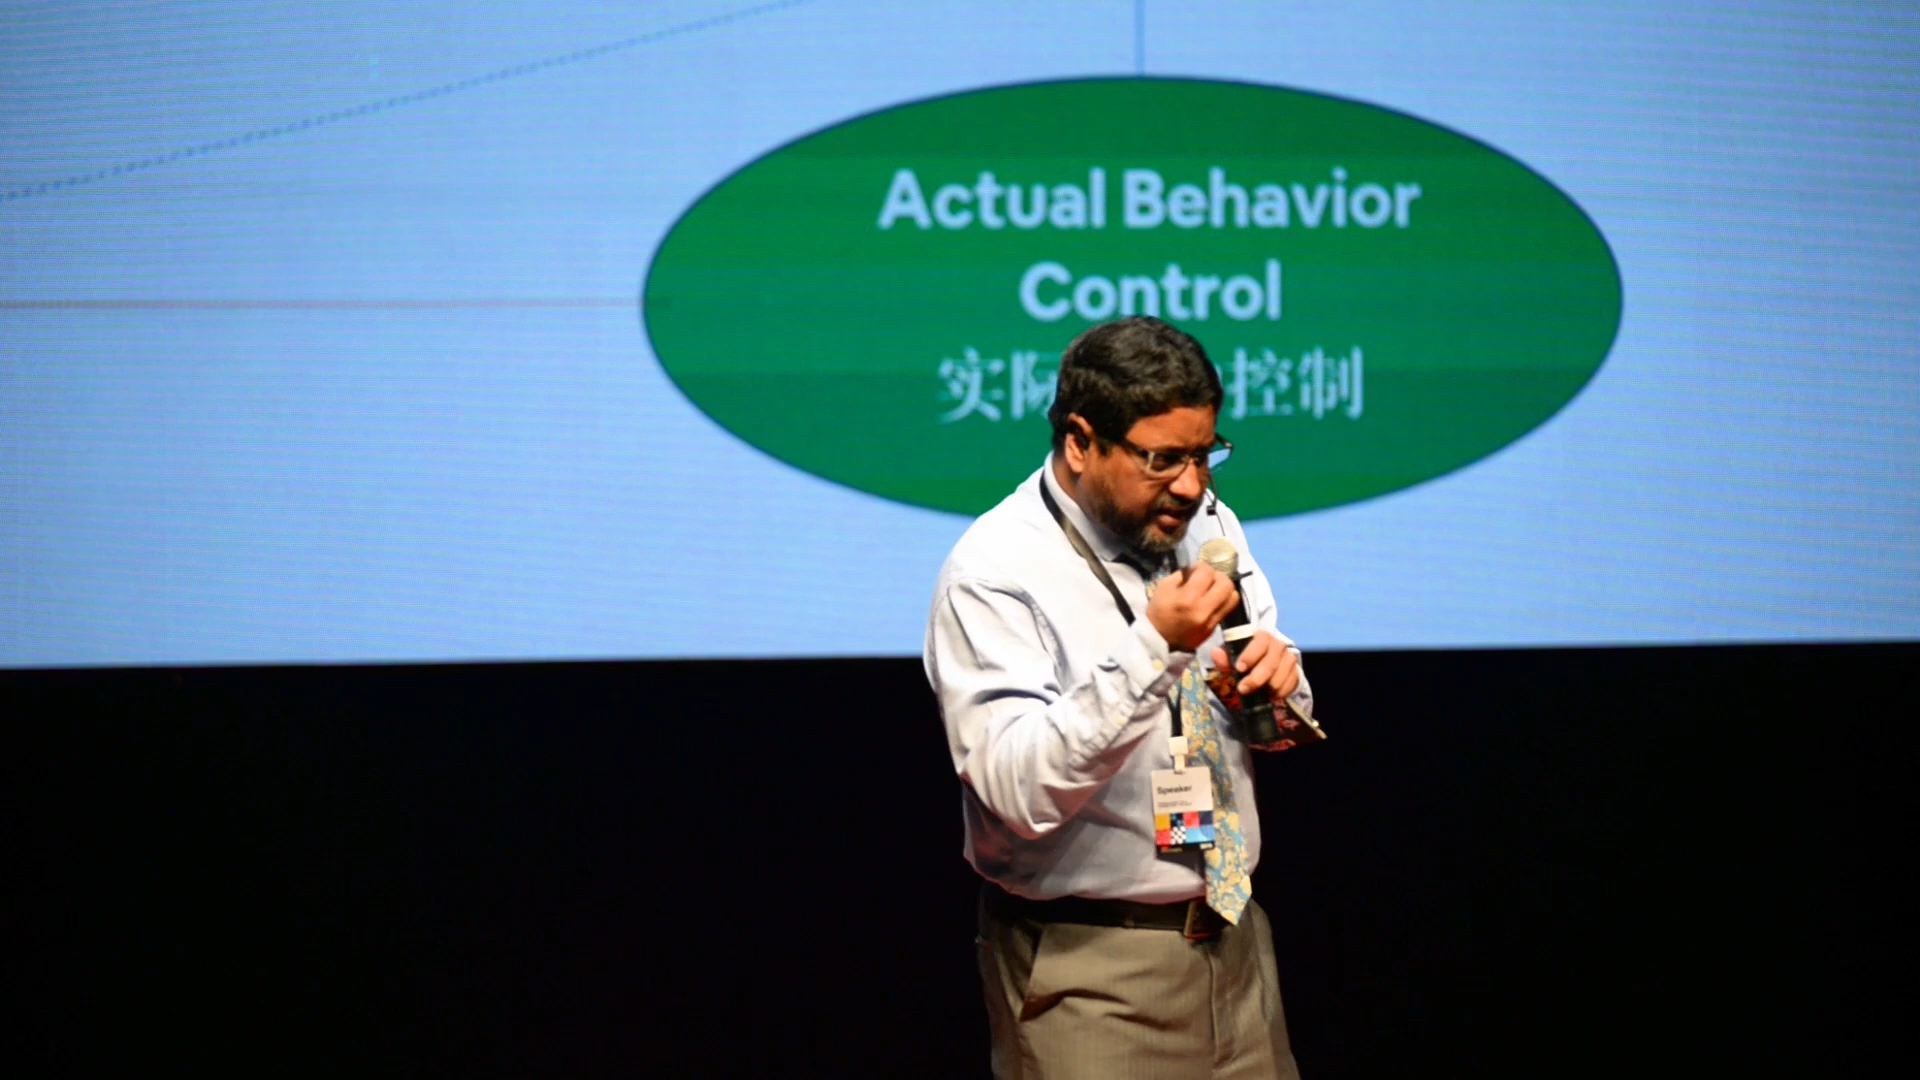 Actual Behavior
Control
实际 控制
Speaker